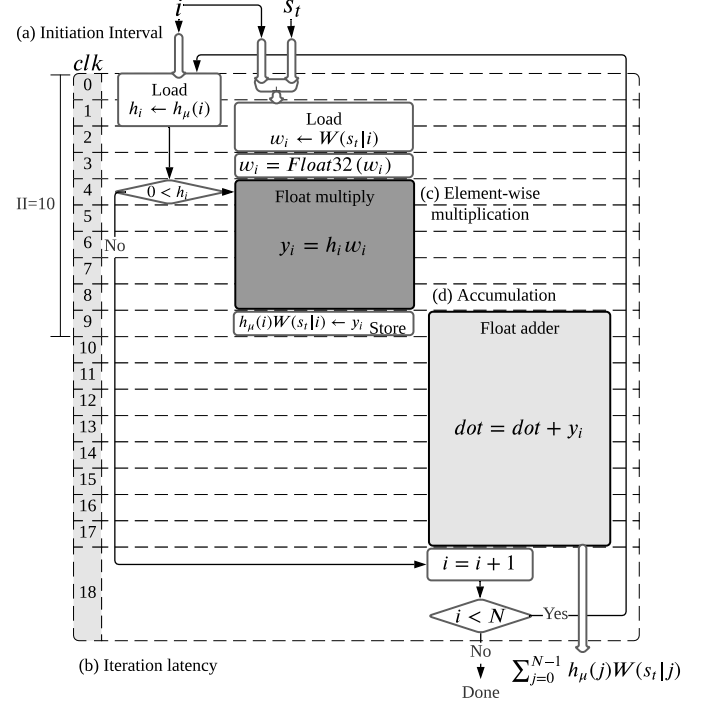 i
s_t
(a) Initiation Interval
clk
0
Load
h_i ← h_μ(i)
1
Load
2
w_i ← W(s_t|i)
3
w_i = Float32(w_i)
4
0 < h_i
Float multiply
(c) Element-wise
multiplication
II=10
5
No
6
y_i = h_i w_i
7
8
(d) Accumulation
9
h_μ(i)W(s_t|i) ← y_i Store
Float adder
10
11
12
13
dot = dot + y_i
14
15
16
17
i = i + 1
18
i < N
Yes
No
(b) Iteration latency
∑_{j=0}^{N−1} h_μ(j)W(s_t|j)
Done